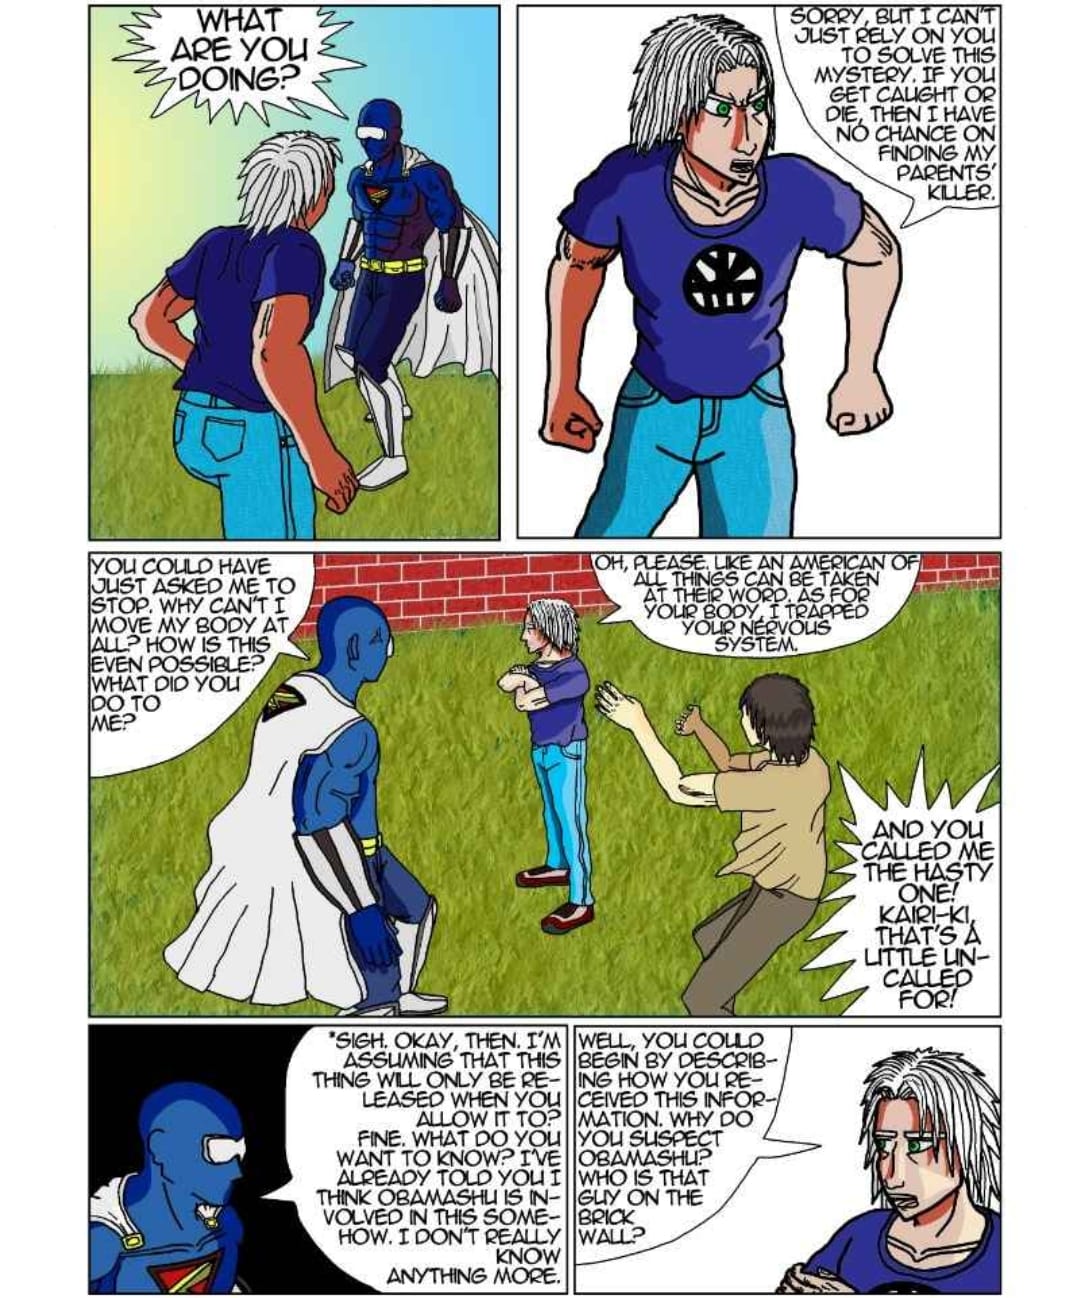 WHAT
ARE YOU
DOING?
SORRY, BUT I CAN'T
JUST RELY ON YOU
TO SOLVE THIS
MYSTERY. IF YOU
GET CAUGHT OR
DIE, THEN I HAVE
NO CHANCE ON
FINDING MY
PARENTS'
KILLER.
YOU COULD HAVE
JUST ASKED ME TO
STOP. WHY CAN'T I
MOVE MY BODY AT
ALL? HOW IS THIS
EVEN POSSIBLE?
WHAT DID YOU
DO TO
ME?
OH, PLEASE. LIKE AN AMERICAN OF
ALL THINGS CAN BE TAKEN
AT THEIR WORD. AS FOR
YOUR BODY, I TRAPPED
YOUR NERVOUS
SYSTEM.
AND YOU
CALLED ME
THE HASTY
ONE!
KAIRI-KI,
THAT'S A
LITTLE UN-
CALLED
FOR!
*SIGH. OKAY, THEN. I'M
ASSUMING THAT THIS
THING WILL ONLY BE RE-
LEASED WHEN YOU
ALLOW IT TO?
FINE. WHAT DO YOU
WANT TO KNOW? I'VE
ALREADY TOLD YOU I
THINK OBAMASHU IS IN-
VOLVED IN THIS SOME-
HOW. I DON'T REALLY
KNOW
ANYTHING MORE.
WELL, YOU COULD
BEGIN BY DESCRIB-
ING HOW YOU RE-
CEIVED THIS INFOR-
MATION. WHY DO
YOU SUSPECT
OBAMASHU?
WHO IS THAT
GUY ON THE
BRICK
WALL?